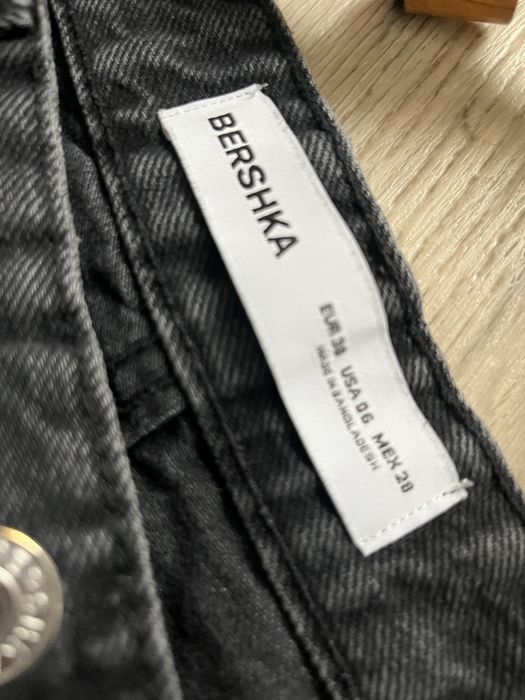 BERSHKA
EUR 38 USA 06 MEX 28
MADE IN BANGLADESH